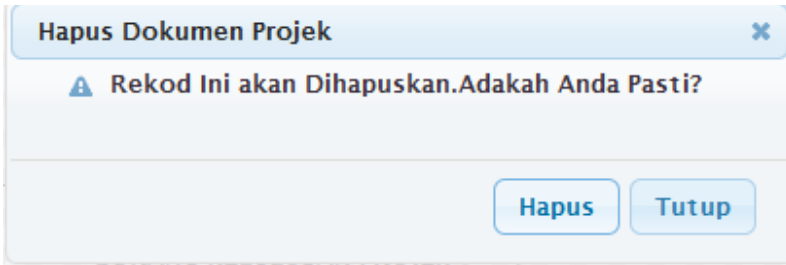 Hapus Dokumen Projek
Rekod Ini akan Dihapuskan.Adakah Anda Pasti?
Hapus Tutup